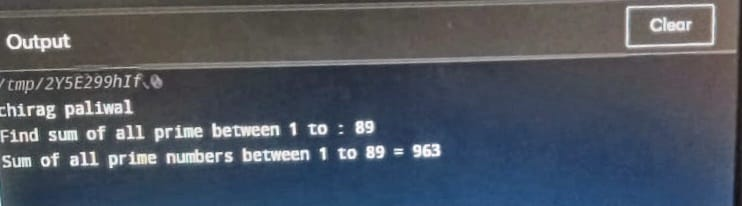 Output
Clear
/tmp/2Y5E299hIf.o
chirag paliwal
Find sum of all prime between 1 to : 89
Sum of all prime numbers between 1 to 89 = 963